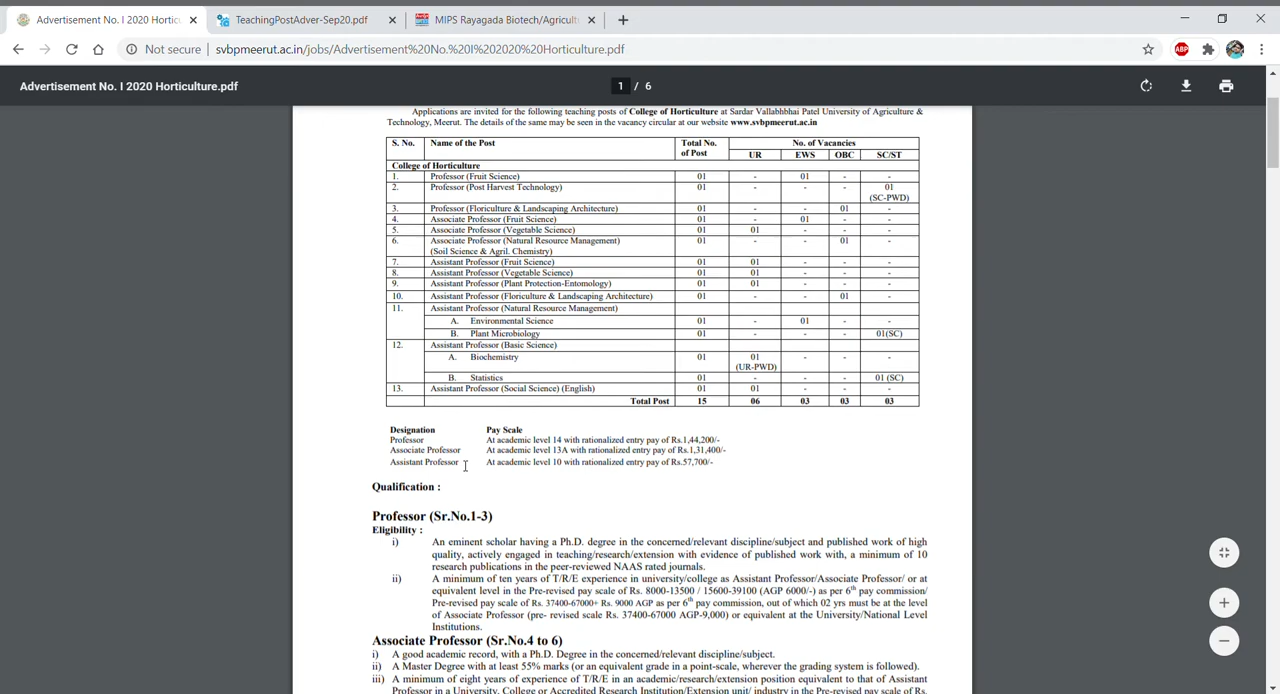 Advertisement No. I 2020 Horticu
TeachingPostAdver-Sep20.pdf
MIPS Rayagada Biotech/Agricult
Not secure | svbpmeerut.ac.in/jobs/Advertisement%20No.%20I%202020%20Horticulture.pdf
ABP
Advertisement No. I 2020 Horticulture.pdf
1 / 6
Applications are invited for the following teaching posts of College of Horticulture at Sardar Vallabhbhai Patel University of Agriculture &
Technology, Meerut. The details of the same may be seen in the vacancy circular at our website www.svbpmeerut.ac.in
S. No. Name of the Post Total No. of Post No. of Vacancies
UR EWS OBC SC/ST
College of Horticulture
1. Professor (Fruit Science) 01 - 01 - -
2. Professor (Post Harvest Technology) 01 - - - 01
(SC-PWD)
3. Professor (Floriculture & Landscaping Architecture) 01 - - 01 -
4. Associate Professor (Fruit Science) 01 - 01 - -
5. Associate Professor (Vegetable Science) 01 01 - - -
6. Associate Professor (Natural Resource Management) 01 - - 01 -
(Soil Science & Agril. Chemistry)
7. Assistant Professor (Fruit Science) 01 01 - - -
8. Assistant Professor (Vegetable Science) 01 01 - - -
9. Assistant Professor (Plant Protection-Entomology) 01 01 - - -
10. Assistant Professor (Floriculture & Landscaping Architecture) 01 - - 01 -
11. Assistant Professor (Natural Resource Management)
A. Environmental Science 01 - 01 - -
B. Plant Microbiology 01 - - - 01(SC)
12. Assistant Professor (Basic Science)
A. Biochemistry 01 01 - - -
(UR-PWD)
B. Statistics 01 - - - 01 (SC)
13. Assistant Professor (Social Science) (English) 01 01 - - -
Total Post 15 06 03 03 03
Designation Pay Scale
Professor At academic level 14 with rationalized entry pay of Rs.1,44,200/-
Associate Professor At academic level 13A with rationalized entry pay of Rs.1,31,400/-
Assistant Professor At academic level 10 with rationalized entry pay of Rs.57,700/-
Qualification :
Professor (Sr.No.1-3)
Eligibility :
i) An eminent scholar having a Ph.D. degree in the concerned/relevant discipline/subject and published work of high
quality, actively engaged in teaching/research/extension with evidence of published work with, a minimum of 10
research publications in the peer-reviewed NAAS rated journals.
ii) A minimum of ten years of T/R/E experience in university/college as Assistant Professor/Associate Professor/ or at
equivalent level in the Pre-revised pay scale of Rs. 8000-13500 / 15600-39100 (AGP 6000/-) as per 6th pay commission/
Pre-revised pay scale of Rs. 37400-67000+ Rs. 9000 AGP as per 6th pay commission, out of which 02 yrs must be at the level
of Associate Professor (pre- revised scale Rs. 37400-67000 AGP-9,000) or equivalent at the University/National Level
Institutions.
Associate Professor (Sr.No.4 to 6)
i) A good academic record, with a Ph.D. Degree in the concerned/relevant discipline/subject.
ii) A Master Degree with at least 55% marks (or an equivalent grade in a point-scale, wherever the grading system is followed).
iii) A minimum of eight years of experience of T/R/E in an academic/research/extension position equivalent to that of Assistant
Professor in a University, College or Accredited Research Institution/Extension unit/ industry in the Pre-revised pay scale of Rs.